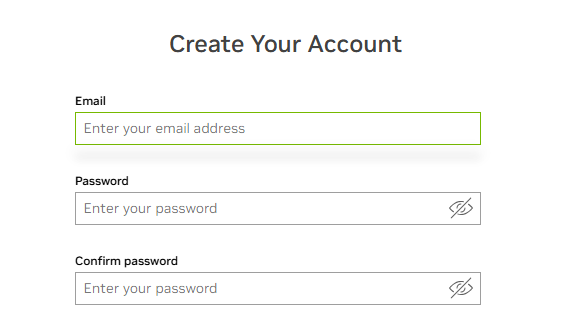 Create Your Account
Email
Enter your email address
Password
Enter your password
Confirm password
Enter your password